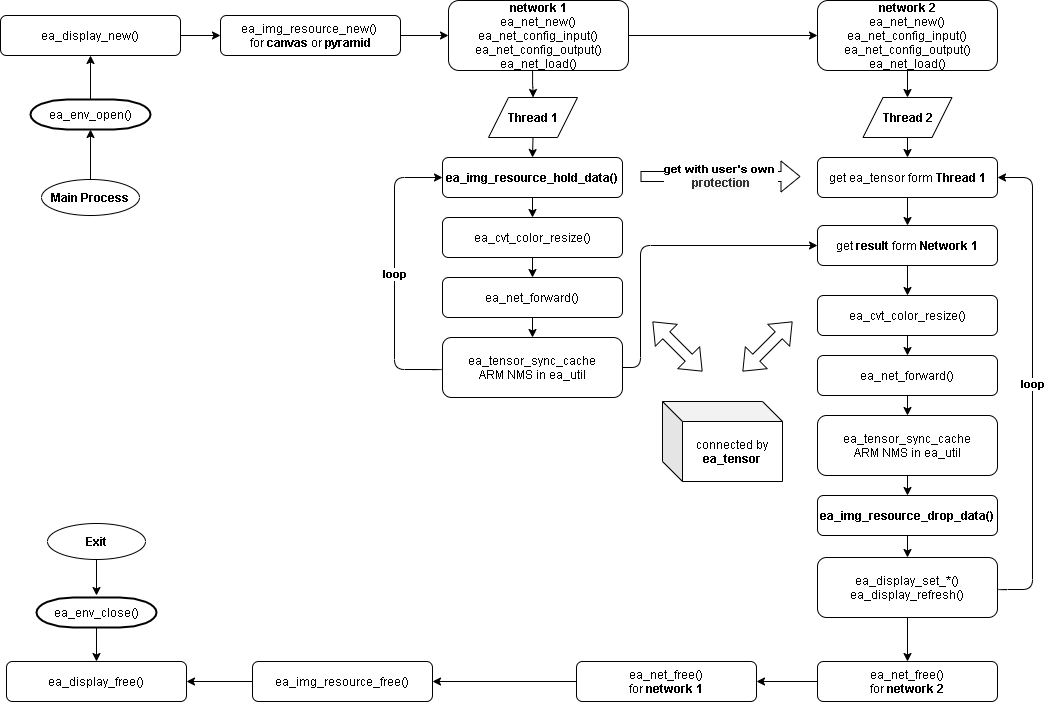 ea_display_new()
ea_img_resource_new()
for canvas or pyramid
network 1
ea_net_new()
ea_net_config_input()
ea_net_config_output()
ea_net_load()
network 2
ea_net_new()
ea_net_config_input()
ea_net_config_output()
ea_net_load()
ea_env_open()
Main Process
Thread 1
Thread 2
ea_img_resource_hold_data()
get with user's own
protection
get ea_tensor form Thread 1
ea_cvt_color_resize()
get result form Network 1
loop
ea_net_forward()
ea_cvt_color_resize()
ea_tensor_sync_cache
ARM NMS in ea_util
ea_net_forward()
loop
connected by
ea_tensor
ea_tensor_sync_cache
ARM NMS in ea_util
ea_img_resource_drop_data()
Exit
ea_display_set_*()
ea_display_refresh()
ea_env_close()
ea_display_free()
ea_img_resource_free()
ea_net_free()
for network 1
ea_net_free()
for network 2